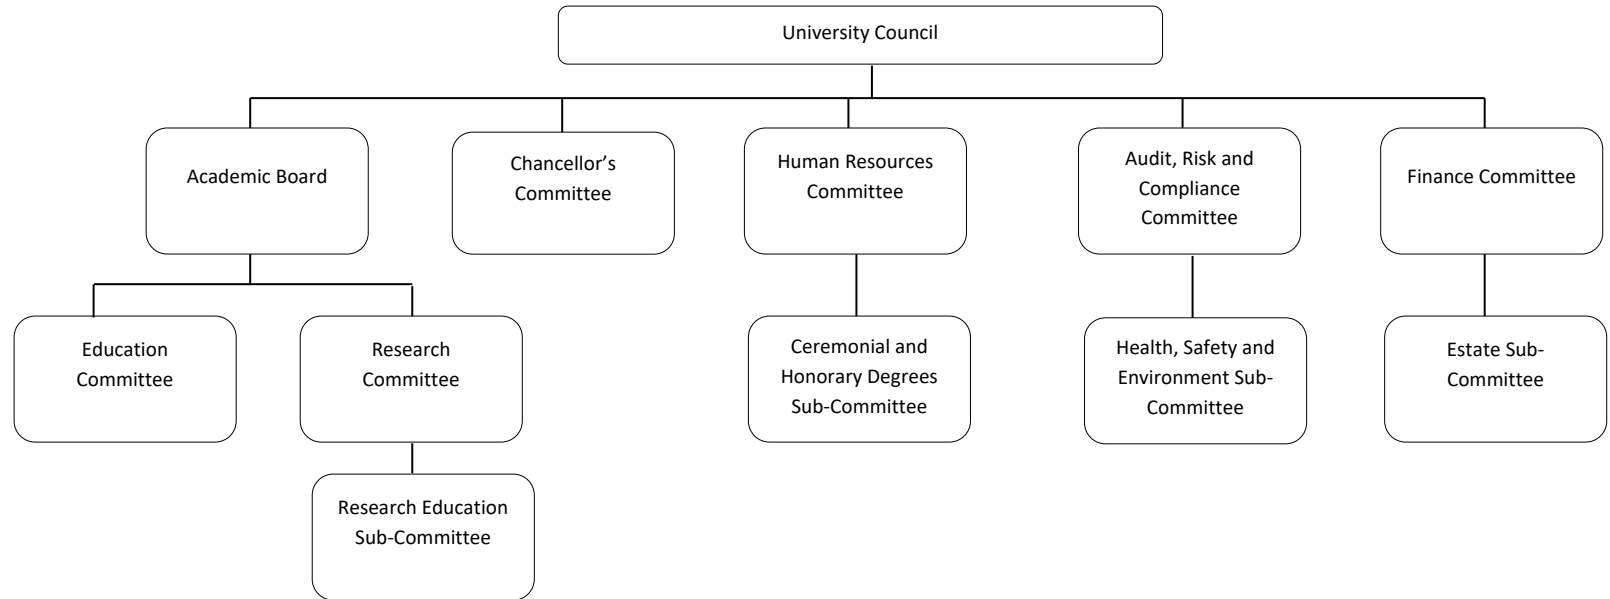 University Council
Academic Board
Chancellor’s
Committee
Human Resources
Committee
Audit, Risk and
Compliance
Committee
Finance Committee
Education
Committee
Research
Committee
Ceremonial and
Honorary Degrees
Sub-Committee
Health, Safety and
Environment Sub-
Committee
Estate Sub-
Committee
Research Education
Sub-Committee